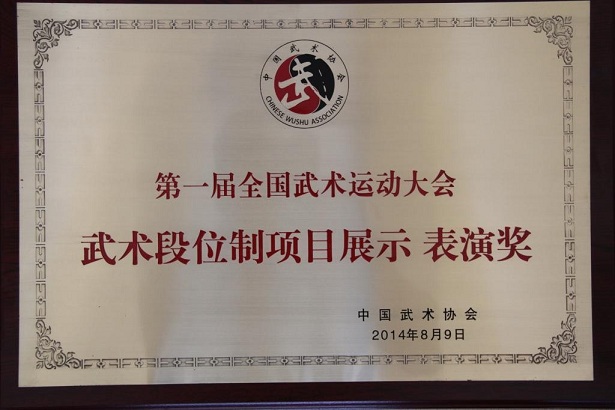 中国武术协会
武
CHINESE WUSHU ASSOCIATION
第一届全国武术运动大会
武术段位制项目展示 表演奖
中国武术协会
2014年8月9日